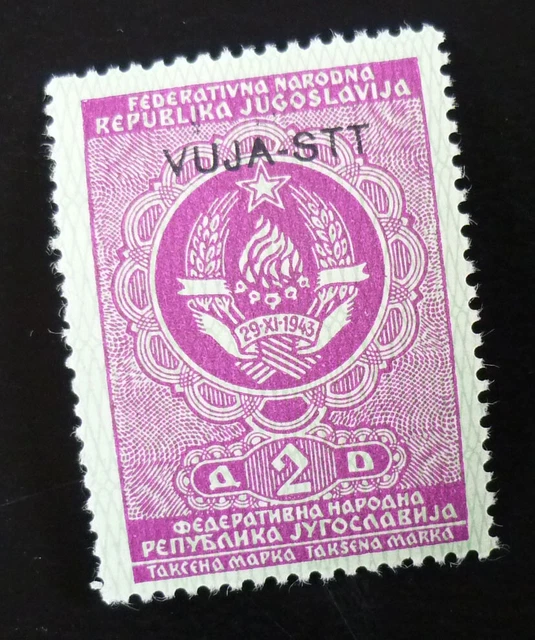 FEDERATIVNA NARODNA
REPUBLIKA JUGOSLAVIJA
VUJA-STT
29·XI·1943
Д 2 D
ФЕДЕРАТИВНА НАРОДНА
РЕПУБЛИКА ЈУГОСЛАВИЈА
ТАКСЕНА МАРКА TAKSENA MARKA